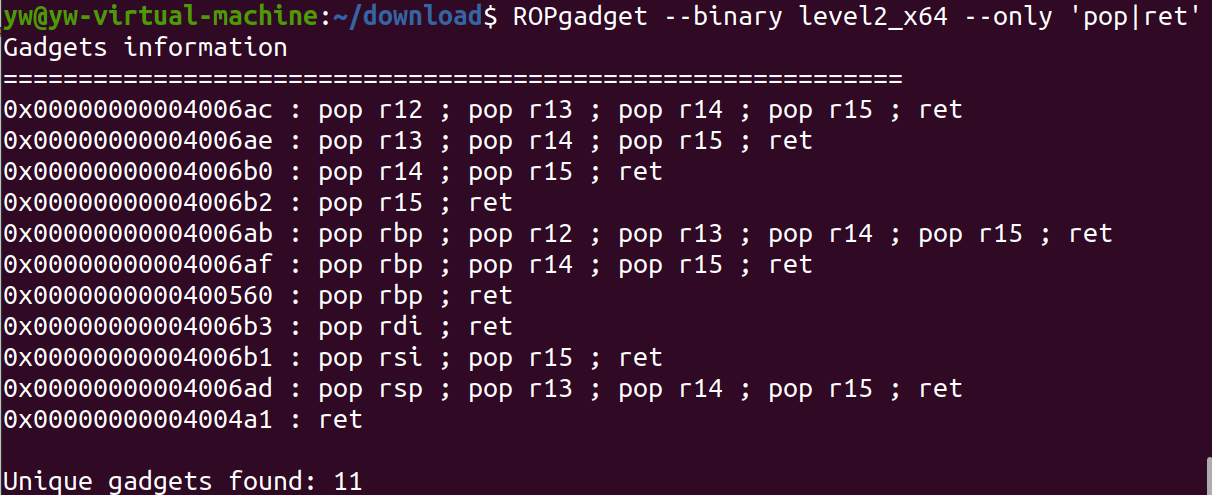 yw@yw-virtual-machine:~/download$ ROPgadget --binary level2_x64 --only 'pop|ret'
Gadgets information
============================================================
0x00000000004006ac : pop r12 ; pop r13 ; pop r14 ; pop r15 ; ret
0x00000000004006ae : pop r13 ; pop r14 ; pop r15 ; ret
0x00000000004006b0 : pop r14 ; pop r15 ; ret
0x00000000004006b2 : pop r15 ; ret
0x00000000004006ab : pop rbp ; pop r12 ; pop r13 ; pop r14 ; pop r15 ; ret
0x00000000004006af : pop rbp ; pop r14 ; pop r15 ; ret
0x0000000000400560 : pop rbp ; ret
0x00000000004006b3 : pop rdi ; ret
0x00000000004006b1 : pop rsi ; pop r15 ; ret
0x00000000004006ad : pop rsp ; pop r13 ; pop r14 ; pop r15 ; ret
0x00000000004004a1 : ret
Unique gadgets found: 11